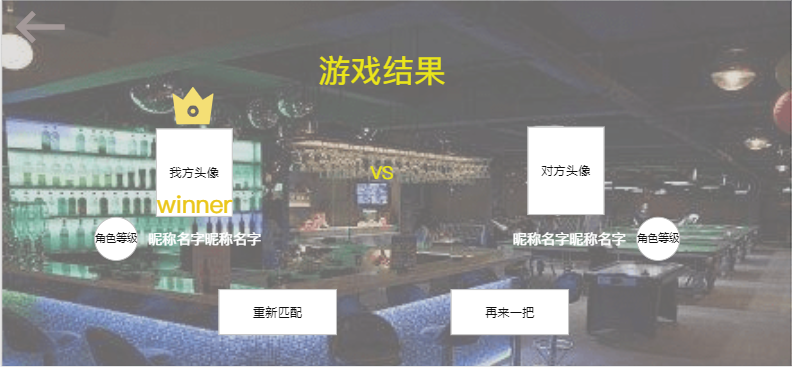 游戏结果
我方头像
winner
VS
对方头像
角色等级 昵称名字昵称名字
昵称名字昵称名字 角色等级
重新匹配
再来一把